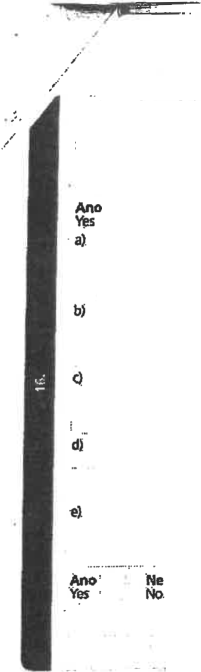 Ano
Yes
a)
b)
16.
c)
d)
e)
Ano Ne
Yes No